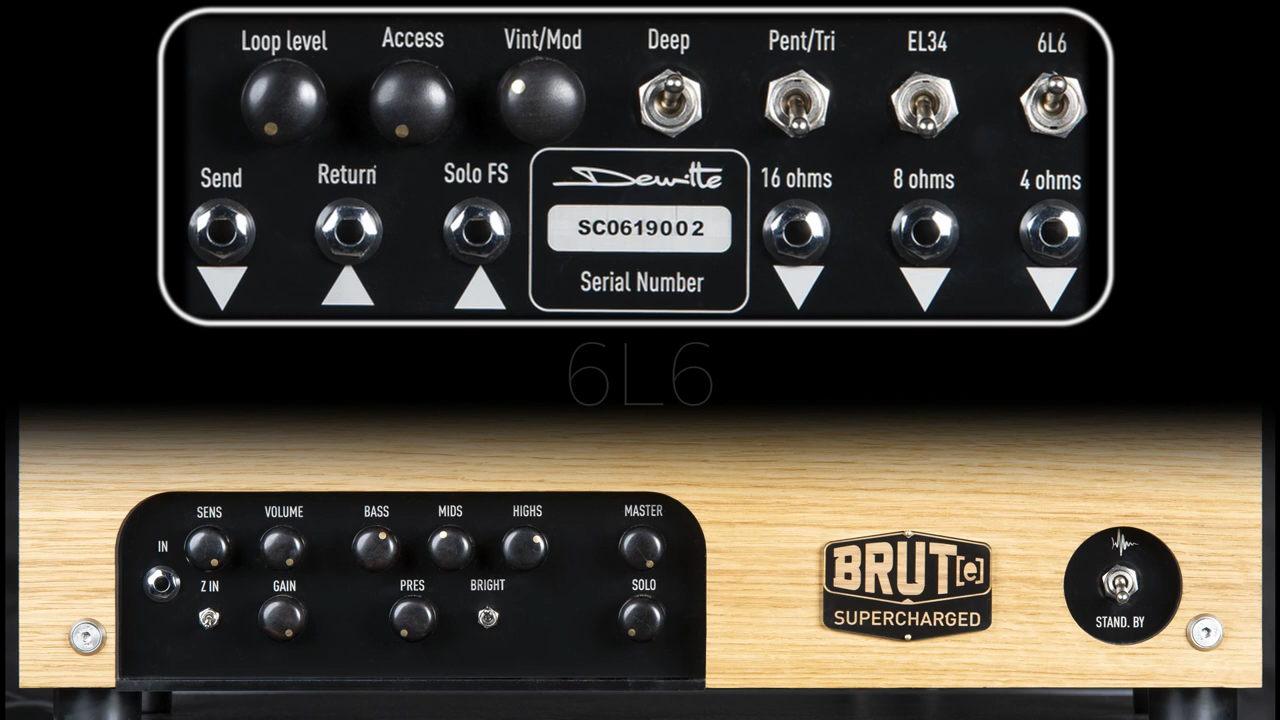 Loop level Access Vint/Mod Deep Pent/Tri EL34 6L6
Send Return Solo FS Dewitte 16 ohms 8 ohms 4 ohms
SC0619002
Serial Number
6L6
SENS VOLUME BASS MIDS HIGHS MASTER
IN
Z IN GAIN PRES BRIGHT SOLO
BRUT[e]
SUPERCHARGED
STAND. BY